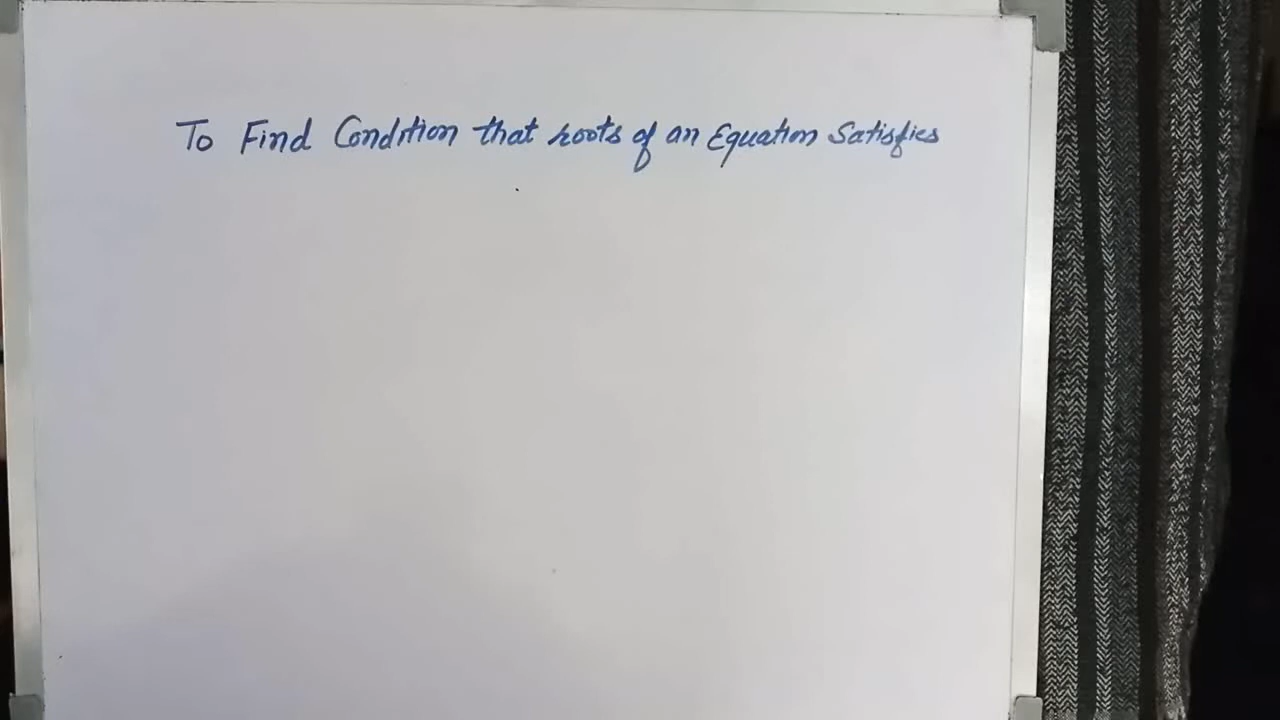 To Find Condition that roots of an Equation Satisfies